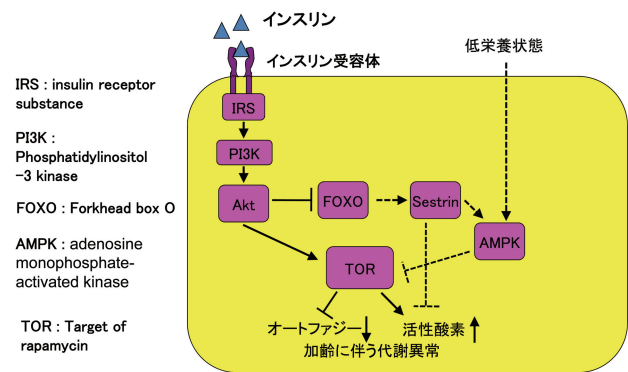 インスリン
インスリン受容体
低栄養状態
IRS : insulin receptor
substance
PI3K :
Phosphatidylinositol
-3 kinase
FOXO : Forkhead box O
AMPK : adenosine
monophosphate-
activated kinase
TOR : Target of
rapamycin
IRS
PI3K
Akt
FOXO
Sestrin
AMPK
TOR
オートファジー
活性酸素
加齢に伴う代謝異常